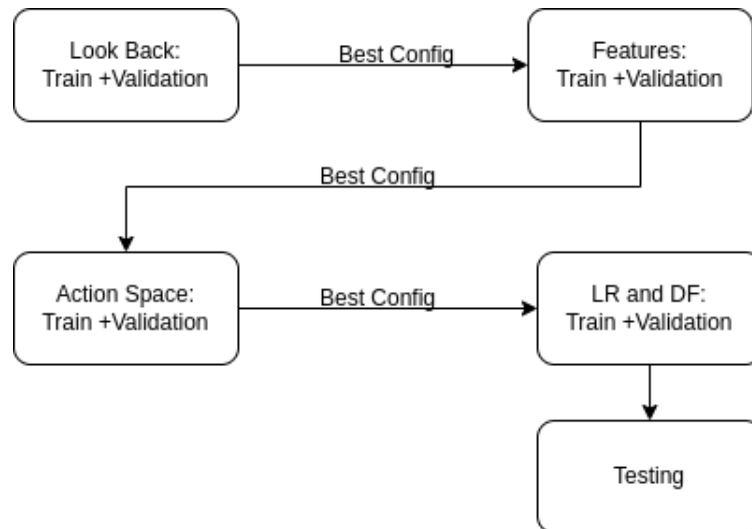 Look Back:
Train +Validation
Best Config
Features:
Train +Validation
Best Config
Action Space:
Train +Validation
Best Config
LR and DF:
Train +Validation
Testing